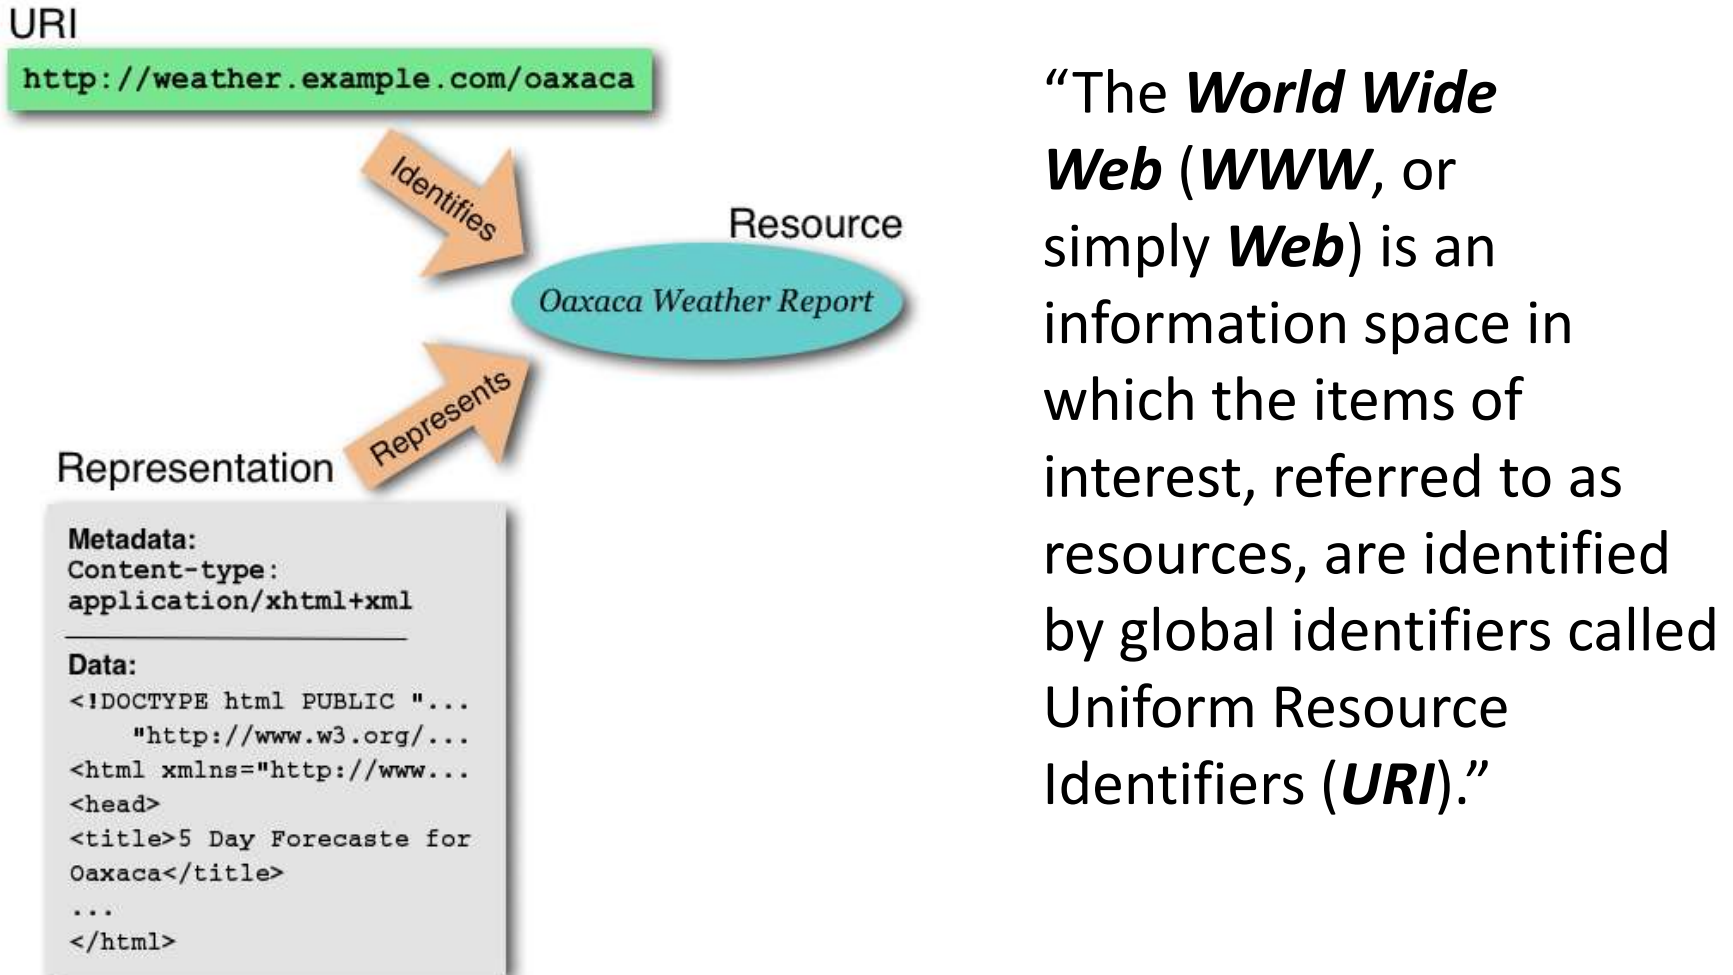 URI
http://weather.example.com/oaxaca
Identifies
Resource
Oaxaca Weather Report
Represents
Representation
Metadata:
Content-type:
application/xhtml+xml
Data:
<!DOCTYPE html PUBLIC "...
"http://www.w3.org/...
<html xmlns="http://www...
<head>
<title>5 Day Forecaste for
Oaxaca</title>
...
</html>
“The World Wide
Web (WWW, or
simply Web) is an
information space in
which the items of
interest, referred to as
resources, are identified
by global identifiers called
Uniform Resource
Identifiers (URI).”